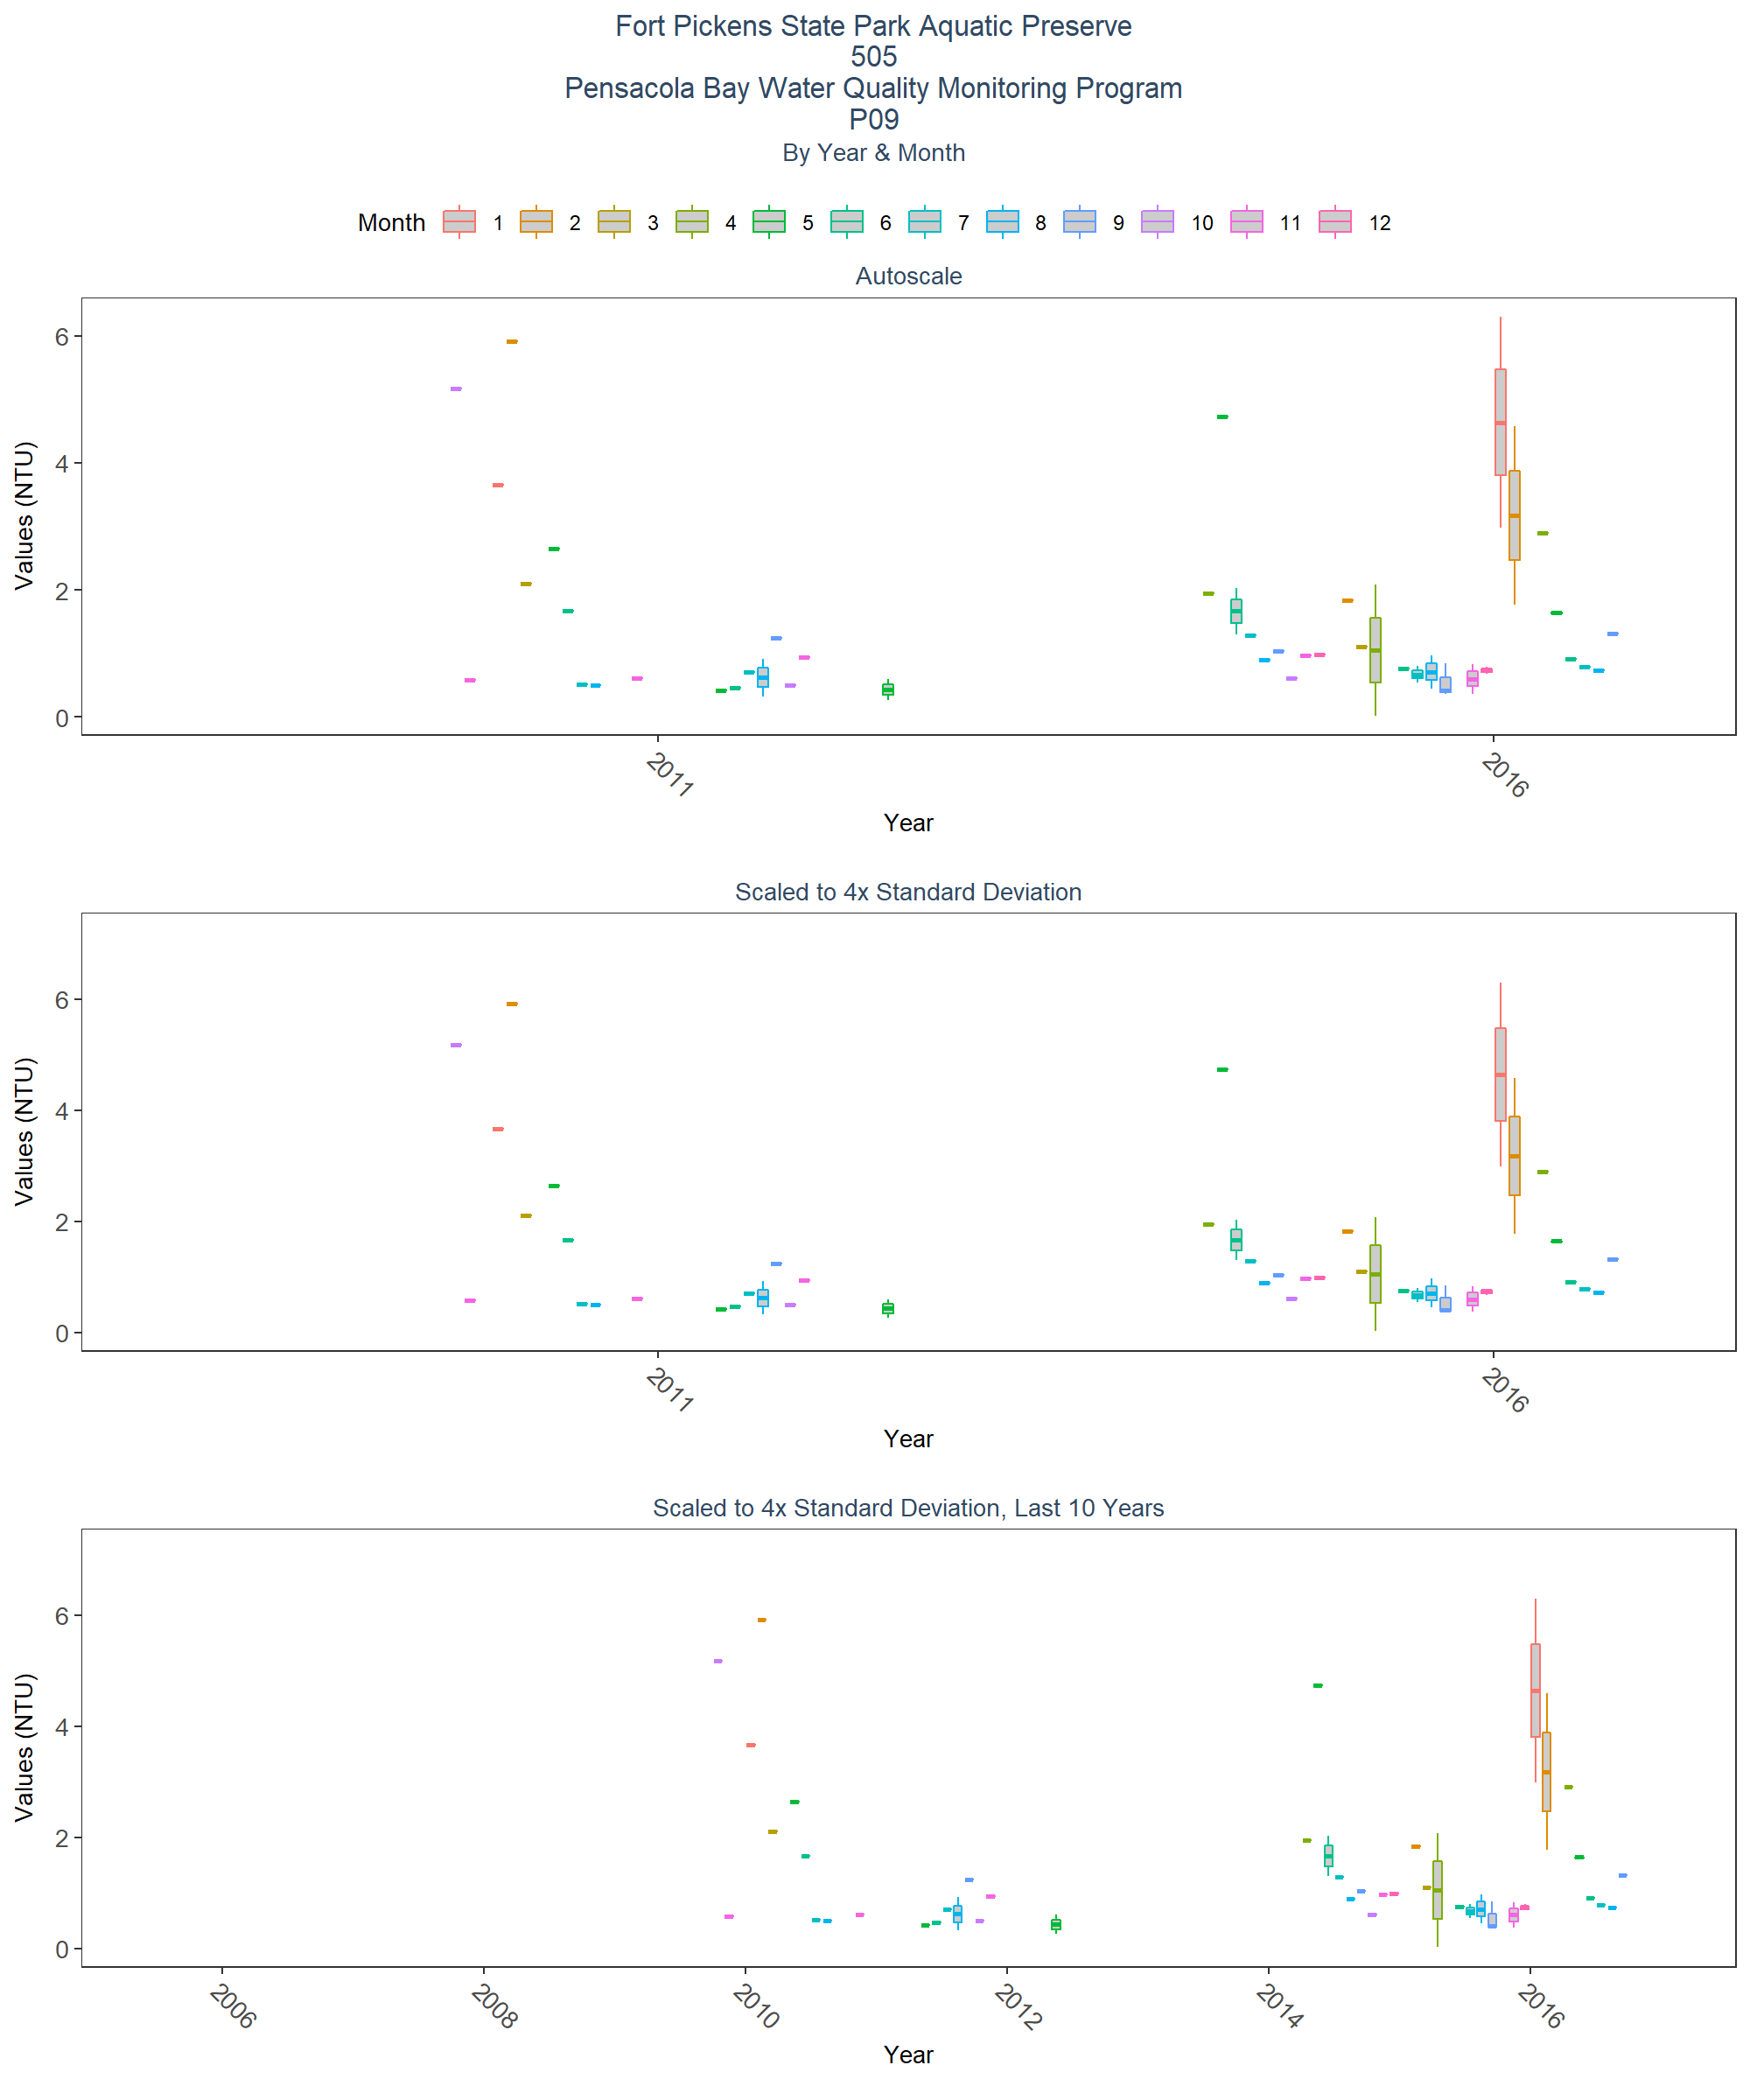 Fort Pickens State Park Aquatic Preserve
505
Pensacola Bay Water Quality Monitoring Program
P09
By Year & Month
Month 1 2 3 4 5 6 7 8 9 10 11 12
Autoscale
Values (NTU)
6
4
2
0
2011 2016
Year
Scaled to 4x Standard Deviation
Values (NTU)
6
4
2
0
2011 2016
Year
Scaled to 4x Standard Deviation, Last 10 Years
Values (NTU)
6
4
2
0
2006 2008 2010 2012 2014 2016
Year